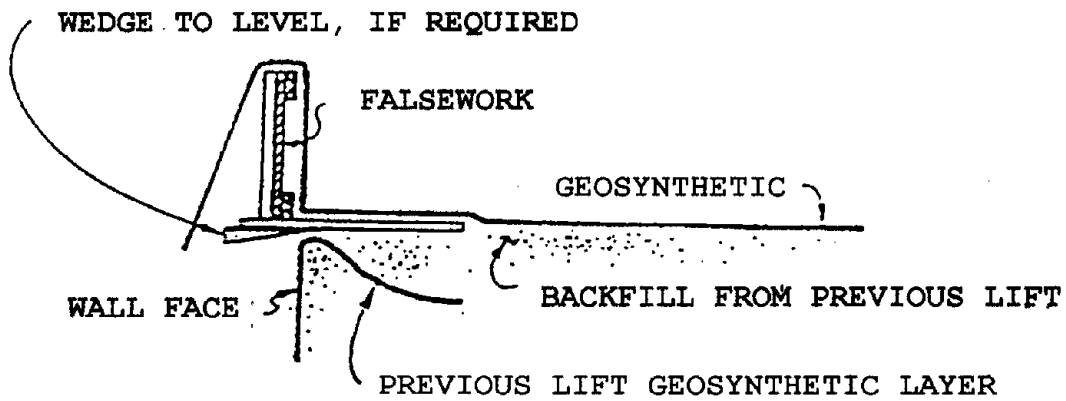 WEDGE TO LEVEL, IF REQUIRED
FALSEWORK
GEOSYNTHETIC
WALL FACE
BACKFILL FROM PREVIOUS LIFT
PREVIOUS LIFT GEOSYNTHETIC LAYER